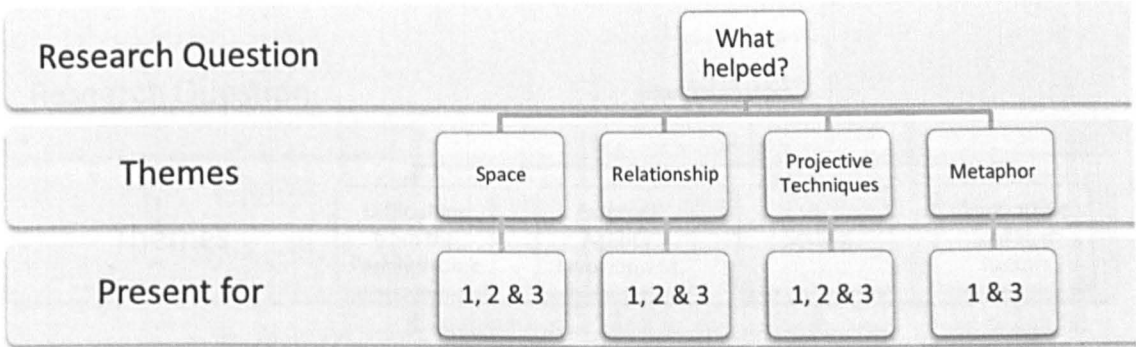 Research Question
What
helped?
Themes
Space
Relationship
Projective
Techniques
Metaphor
Present for
1, 2 & 3
1, 2 & 3
1, 2 & 3
1 & 3